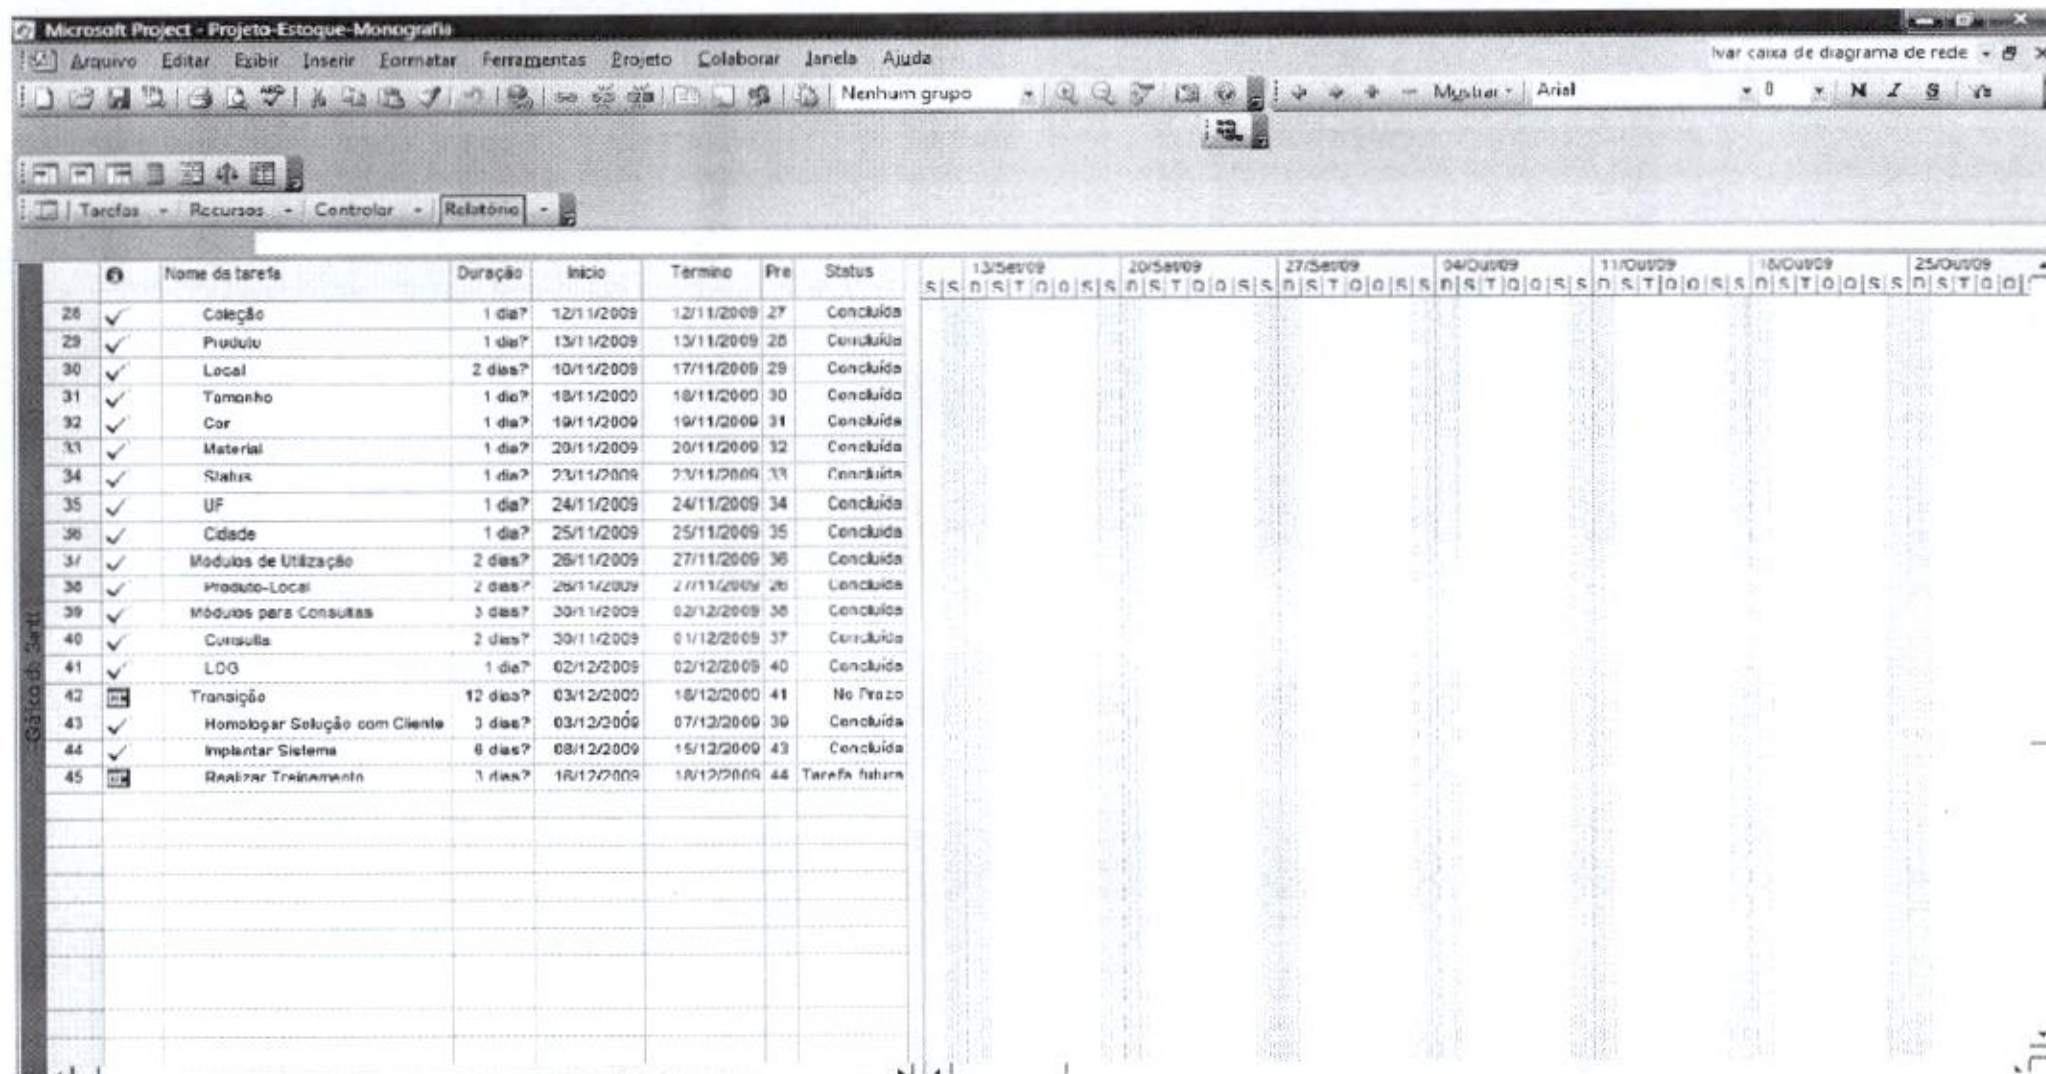 Microsoft Project - Projeto-Estoque-Monografia
Arquivo Editar Exibir Inserir Formatar Ferramentas Projeto Colaborar Janela Ajuda
ivar caixa de diagrama de rede
Nenhum grupo Mostrar Arial 8 N I S
Tarefas Recursos Controlar Relatório
Nome da tarefa Duração Início Término Pre Status 13/Set/09 20/Set/09 27/Set/09 04/Out/09 11/Out/09 18/Out/09 25/Out/09
S S D S T Q Q S S D S T Q Q S S D S T Q Q S S D S T Q Q S S D S T Q Q S S D S T Q Q S S D S T Q Q
28 Coleção 1 dia? 12/11/2009 12/11/2009 27 Concluída
29 Produto 1 dia? 13/11/2009 13/11/2009 28 Concluída
30 Local 2 dias? 17/11/2009 29 Concluída
31 Tamanho 1 dia? 18/11/2009 18/11/2009 30 Concluída
32 Cor 1 dia? 19/11/2009 19/11/2009 31 Concluída
33 Material 1 dia? 20/11/2009 20/11/2009 32 Concluída
34 Status 1 dia? 23/11/2009 23/11/2009 33 Concluída
35 UF 1 dia? 24/11/2009 24/11/2009 34 Concluída
36 Cidade 1 dia? 25/11/2009 25/11/2009 35 Concluída
37 Modulos de Utilização 2 dias? 26/11/2009 27/11/2009 36 Concluída
38 Produto-Local 2 dias? 26/11/2009 27/11/2009 Concluída
39 Módulos para Consultas 3 dias? 30/11/2009 02/12/2009 38 Concluída
40 Consulta 2 dias? 30/11/2009 01/12/2009 37 Concluída
41 LOG 1 dia? 02/12/2009 02/12/2009 40 Concluída
42 Transição 12 dias? 03/12/2009 18/12/2009 41 No Prazo
43 Homologar Solução com Cliente 3 dias? 03/12/2009 07/12/2009 39 Concluída
44 Implantar Sistema 6 dias? 08/12/2009 15/12/2009 43 Concluída
45 Realizar Treinamento 3 dias? 16/12/2009 18/12/2009 44 Tarefa futura
Gráfico de Gantt